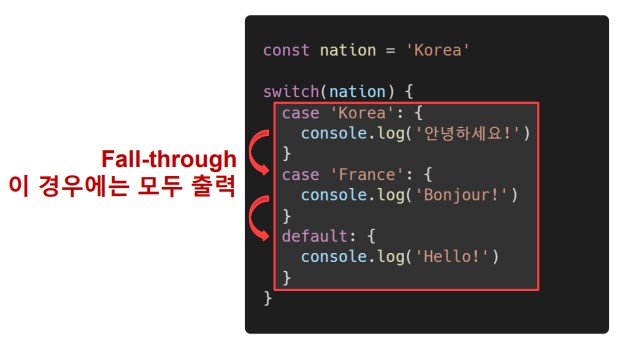 Fall-through
이 경우에는 모두 출력
const nation = 'Korea'
switch(nation) {
  case 'Korea': {
    console.log('안녕하세요!')
  }
  case 'France': {
    console.log('Bonjour!')
  }
  default: {
    console.log('Hello!')
  }
}